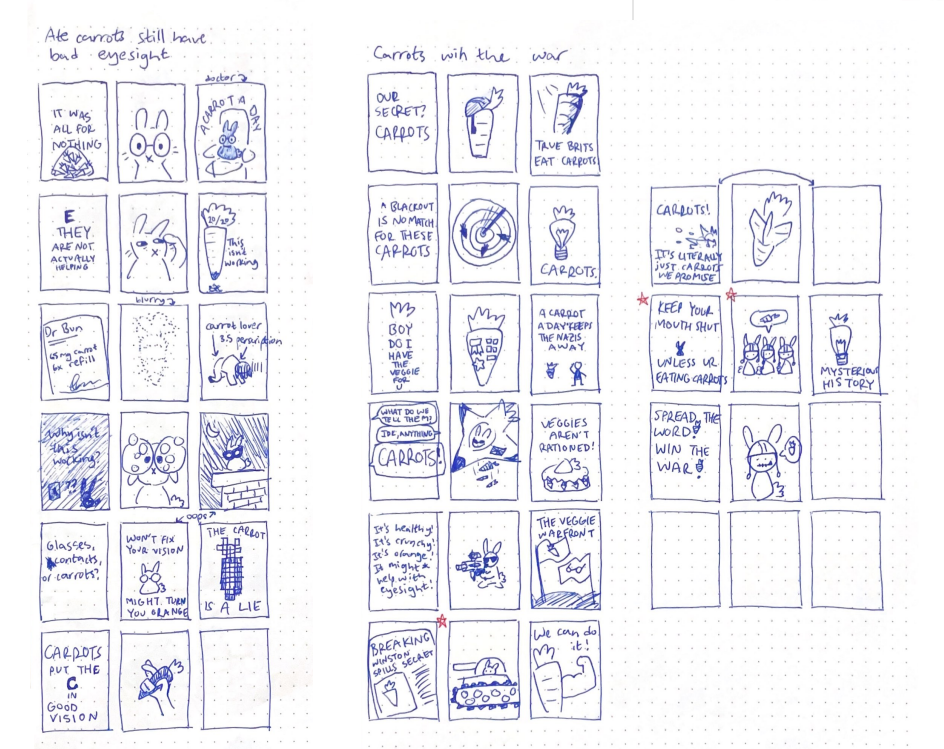 Ate carrots still have
bad eyesight
IT WAS
ALL FOR
NOTHING
doctor
A CARROT A DAY
E
THEY
ARE NOT
ACTUALLY
HELPING
20/20
This
isn't
working
Dr Bun
65 mg carrot
6x refill
blurry
carrot lover
3.5 perscription
Why isn't
this
working?
oops
Glasses,
contacts,
or carrots?
WON'T FIX
YOUR VISION
MIGHT TURN
YOU ORANGE
THE CARROT
IS A LIE
CARROTS
PUT THE
C
IN
GOOD
VISION
Carrots win the war
OUR
SECRET?
CARROTS
TRUE BRITS
EAT CARROTS
A BLACKOUT
IS NO MATCH
FOR THESE
CARROTS
CARROTS.
BOY
DO I
HAVE
THE
VEGGIE
FOR
U
A CARROT
A DAY KEEPS
THE NAZIS
AWAY
WHAT DO WE
TELL THEM?
IDK, ANYTHING
CARROTS!
VEGGIES
AREN'T
RATIONED!
It's healthy!
It's crunchy!
It's orange!
It might
help with
eyesight!
THE VEGGIE
WARFRONT
BREAKING
WINSTON
SPILLS SECRET
We can do
it!
CARROTS!
IT'S LITERALLY
JUST CARROTS
WE PROMISE
KEEP YOUR
MOUTH SHUT
UNLESS UR
EATING CARROTS
MYSTERIOUS
HISTORY
SPREAD THE
WORD!
WIN THE
WAR!